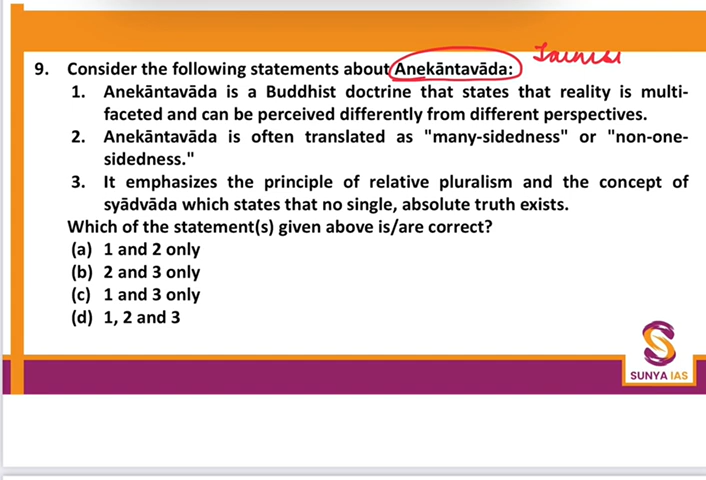 Jainism
9. Consider the following statements about Anekāntavāda:
1. Anekāntavāda is a Buddhist doctrine that states that reality is multi-
faceted and can be perceived differently from different perspectives.
2. Anekāntavāda is often translated as "many-sidedness" or "non-one-
sidedness."
3. It emphasizes the principle of relative pluralism and the concept of
syādvāda which states that no single, absolute truth exists.
Which of the statement(s) given above is/are correct?
(a) 1 and 2 only
(b) 2 and 3 only
(c) 1 and 3 only
(d) 1, 2 and 3
SUNYA IAS